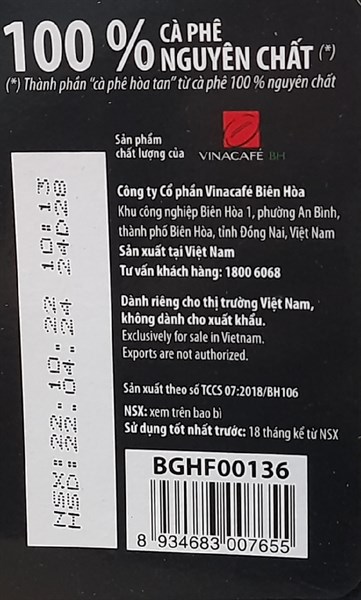 100 % CÀ PHÊ
NGUYÊN CHẤT (*)
(*) Thành phần “cà phê hòa tan” từ cà phê 100 % nguyên chất
Sản phẩm
chất lượng của
VINACAFÉ BH
Công ty Cổ phần Vinacafé Biên Hòa
Khu công nghiệp Biên Hòa 1, phường An Bình,
thành phố Biên Hòa, tỉnh Đồng Nai, Việt Nam
Sản xuất tại Việt Nam
Tư vấn khách hàng: 1800 6068
Dành riêng cho thị trường Việt Nam,
không dành cho xuất khẩu.
Exclusively for sale in Vietnam.
Exports are not authorized.
Sản xuất theo số TCCS 07:2018/BH106
NSX: xem trên bao bì
Sử dụng tốt nhất trước: 18 tháng kể từ NSX
NSX: 22.10.22 10:13
HSD: 22.04.24 24D28
BGHF00136
8 934683 007655